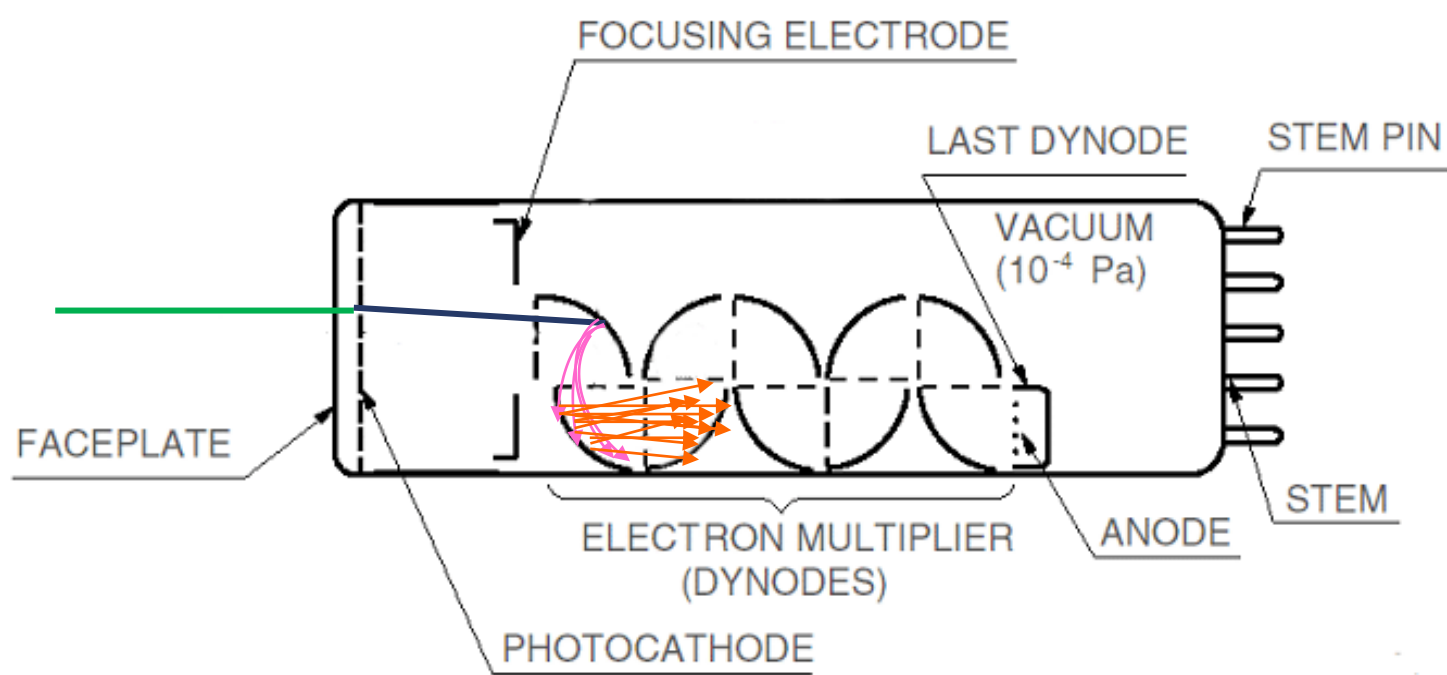 FOCUSING ELECTRODE
LAST DYNODE
STEM PIN
VACUUM
(10⁻⁴ Pa)
FACEPLATE
STEM
ANODE
ELECTRON MULTIPLIER
(DYNODES)
PHOTOCATHODE